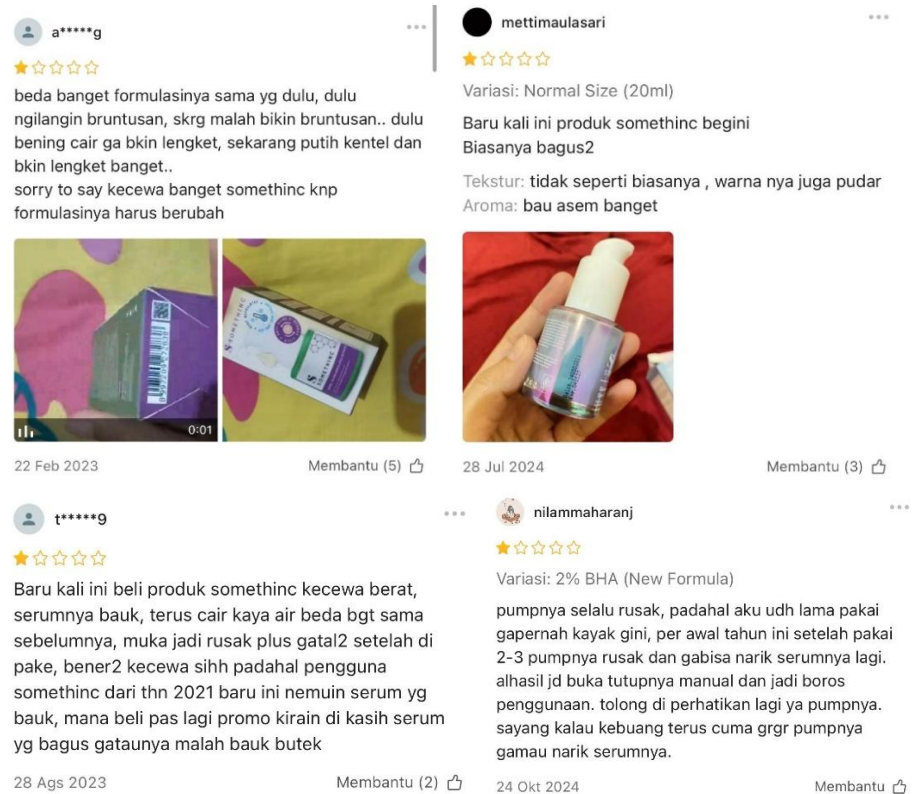 a*****g
beda banget formulasinya sama yg dulu, dulu
ngilangin bruntusan, skrg malah bikin bruntusan.. dulu
bening cair ga bkin lengket, sekarang putih kentel dan
bkin lengket banget..
sorry to say kecewa banget somethinc knp
formulasinya harus berubah
SOMETHINC
SOMETHINC
0:01
22 Feb 2023
Membantu (5)
mettimaulasari
Variasi: Normal Size (20ml)
Baru kali ini produk somethinc begini
Biasanya bagus2
Tekstur: tidak seperti biasanya , warna nya juga pudar
Aroma: bau asem banget
28 Jul 2024
Membantu (3)
t*****9
Baru kali ini beli produk somethinc kecewa berat,
serumnya bauk, terus cair kaya air beda bgt sama
sebelumnya, muka jadi rusak plus gatal2 setelah di
pake, bener2 kecewa sihh padahal pengguna
somethinc dari thn 2021 baru ini nemuin serum yg
bauk, mana beli pas lagi promo kirain di kasih serum
yg bagus gataunya malah bauk butek
28 Ags 2023
Membantu (2)
nilammaharanj
Variasi: 2% BHA (New Formula)
pumpnya selalu rusak, padahal aku udh lama pakai
gapernah kayak gini, per awal tahun ini setelah pakai
2-3 pumpnya rusak dan gabisa narik serumnya lagi.
alhasil jd buka tutupnya manual dan jadi boros
penggunaan. tolong di perhatikan lagi ya pumpnya.
sayang kalau kebuang terus cuma grgr pumpnya
gamau narik serumnya.
24 Okt 2024
Membantu